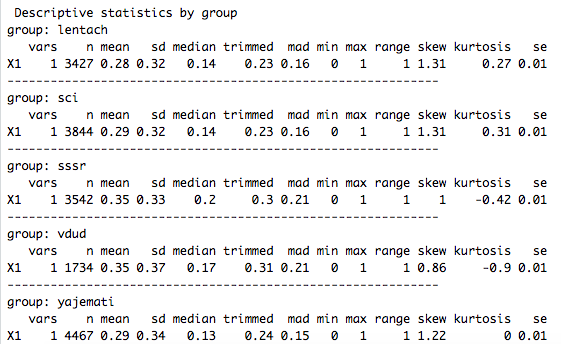 Descriptive statistics by group
group: lentach
   vars    n mean   sd median trimmed  mad min max range skew kurtosis   se
X1    1 3427 0.28 0.32   0.14    0.23 0.16   0   1     1 1.31     0.27 0.01
------------------------------------------------------------
group: sci
   vars    n mean   sd median trimmed  mad min max range skew kurtosis   se
X1    1 3844 0.29 0.32   0.14    0.23 0.16   0   1     1 1.31     0.31 0.01
------------------------------------------------------------
group: sssr
   vars    n mean   sd median trimmed  mad min max range skew kurtosis   se
X1    1 3542 0.35 0.33    0.2     0.3 0.21   0   1     1    1    -0.42 0.01
------------------------------------------------------------
group: vdud
   vars    n mean   sd median trimmed  mad min max range skew kurtosis   se
X1    1 1734 0.35 0.37   0.17    0.31 0.21   0   1     1 0.86     -0.9 0.01
------------------------------------------------------------
group: yajemati
   vars    n mean   sd median trimmed  mad min max range skew kurtosis   se
X1    1 4467 0.29 0.34   0.13    0.24 0.15   0   1     1 1.22        0 0.01